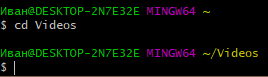 Иван@DESKTOP-2N7E32E MINGW64 ~
$ cd Videos

Иван@DESKTOP-2N7E32E MINGW64 ~/Videos
$